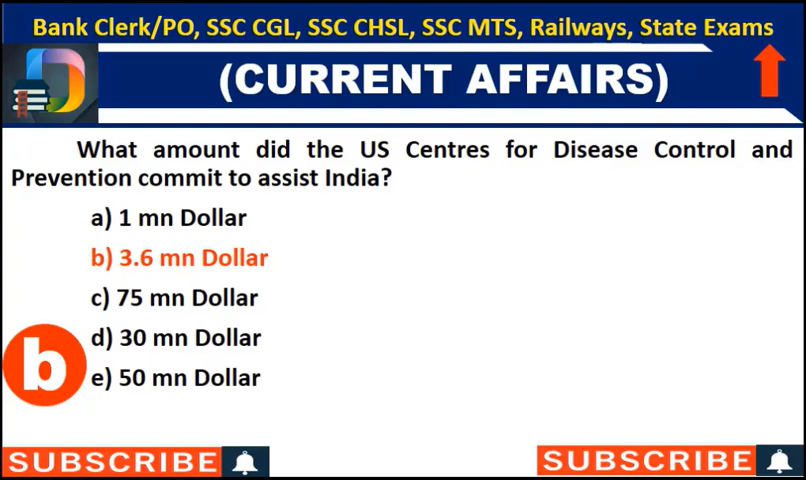 Bank Clerk/PO, SSC CGL, SSC CHSL, SSC MTS, Railways, State Exams
(CURRENT AFFAIRS)
What amount did the US Centres for Disease Control and
Prevention commit to assist India?
a) 1 mn Dollar
b) 3.6 mn Dollar
c) 75 mn Dollar
d) 30 mn Dollar
b
e) 50 mn Dollar
SUBSCRIBE
SUBSCRIBE